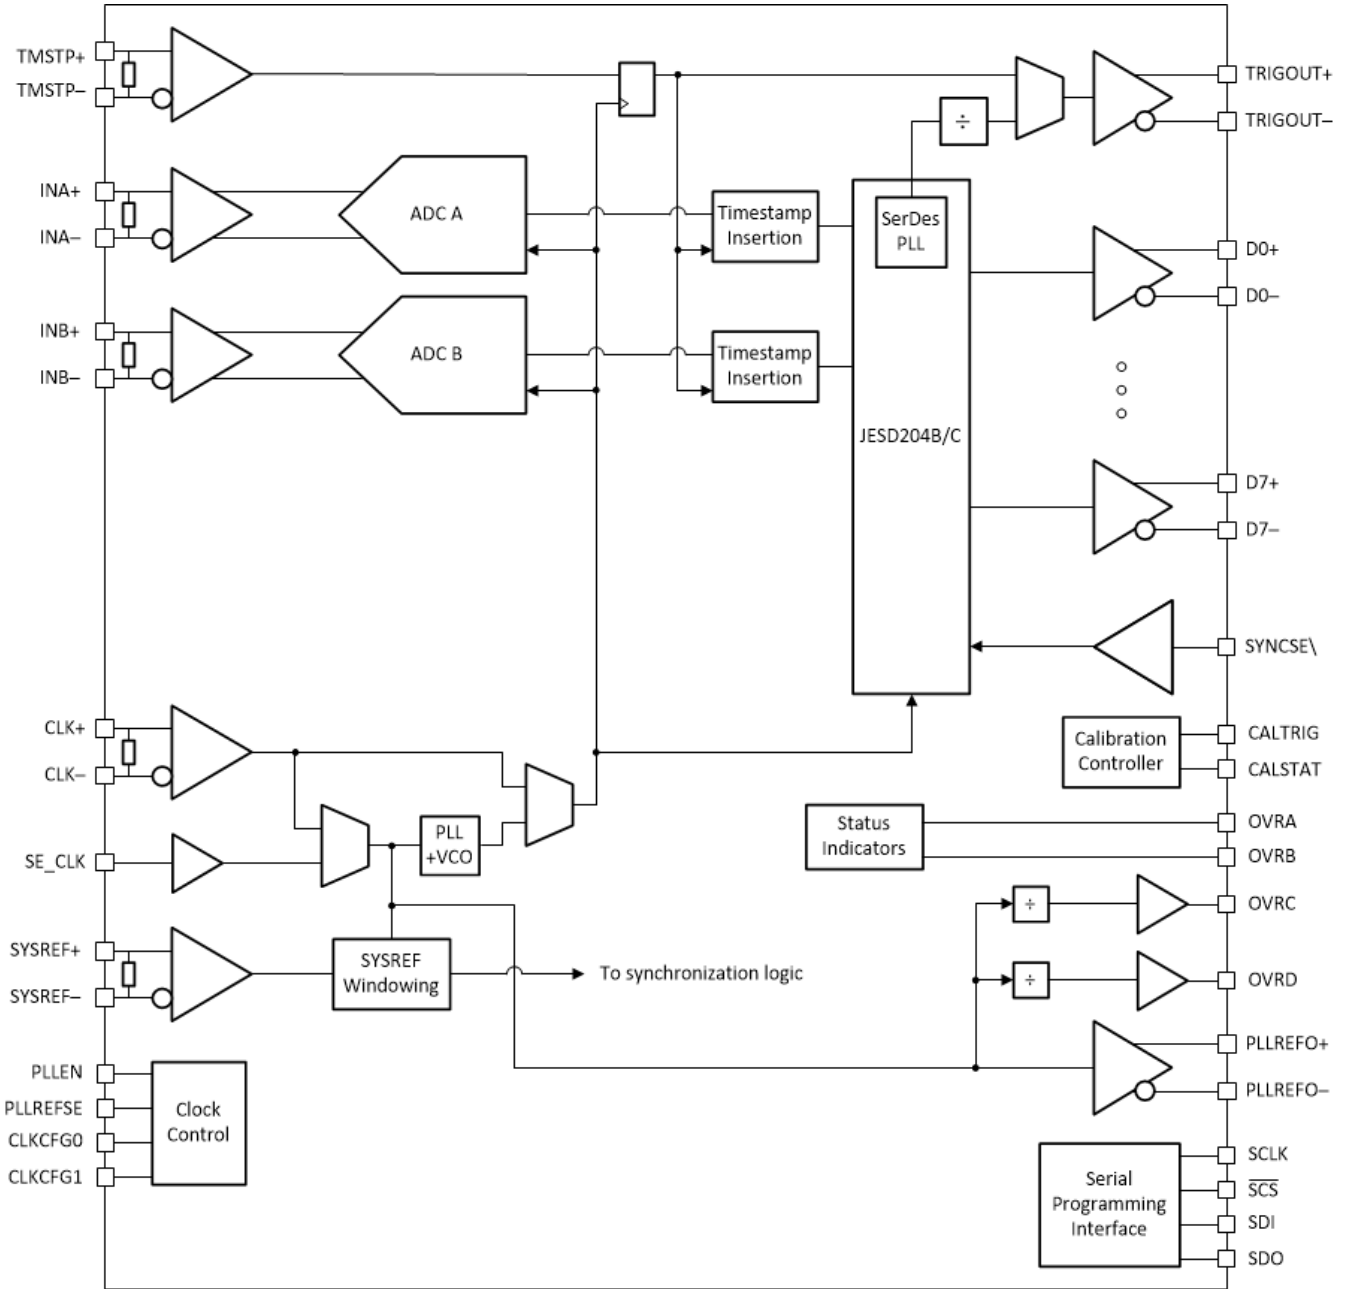 TMSTP+
TMSTP–
INA+
INA–
INB+
INB–
CLK+
CLK–
SE_CLK
SYSREF+
SYSREF–
PLLEN
PLLREFSE
CLKCFG0
CLKCFG1
ADC A
ADC B
Timestamp
Insertion
Timestamp
Insertion
÷
SerDes
PLL
JESD204B/C
PLL
+VCO
SYSREF
Windowing
To synchronization logic
Clock
Control
Calibration
Controller
Status
Indicators
÷
÷
Serial
Programming
Interface
TRIGOUT+
TRIGOUT–
D0+
D0–
D7+
D7–
SYNCSE\
CALTRIG
CALSTAT
OVRA
OVRB
OVRC
OVRD
PLLREFO+
PLLREFO–
SCLK
S̅C̅S̅
SDI
SDO